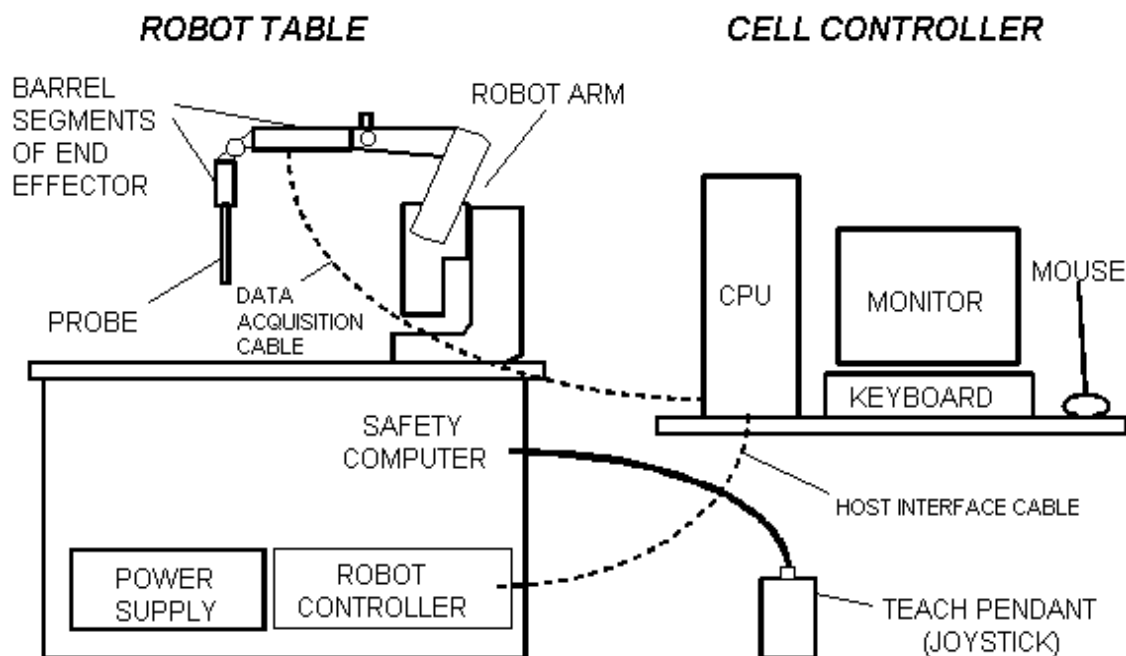 ROBOT TABLE
CELL CONTROLLER
BARREL
SEGMENTS
OF END
EFFECTOR
ROBOT ARM
PROBE
DATA
ACQUISITION
CABLE
CPU
MONITOR
MOUSE
KEYBOARD
SAFETY
COMPUTER
HOST INTERFACE CABLE
POWER
SUPPLY
ROBOT
CONTROLLER
TEACH PENDANT
(JOYSTICK)